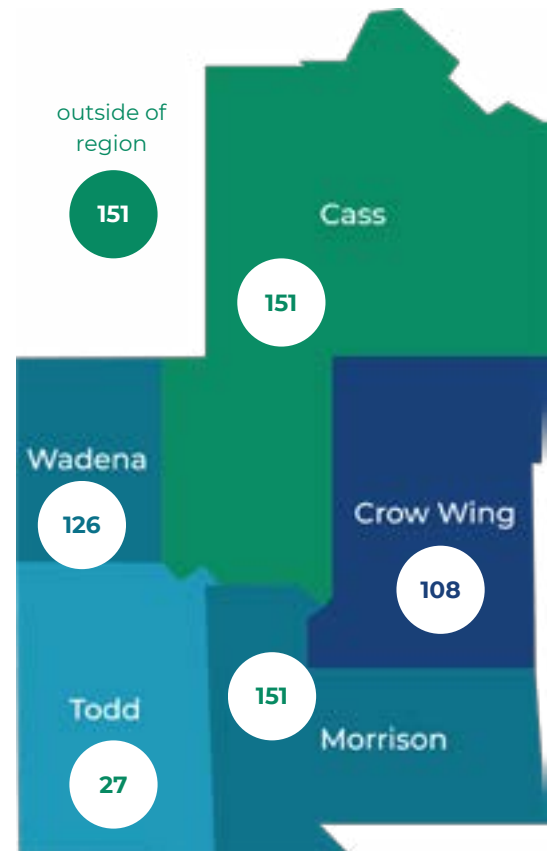 outside of
region
151
Cass
151
Wadena
126
Crow Wing
108
151
Morrison
Todd
27